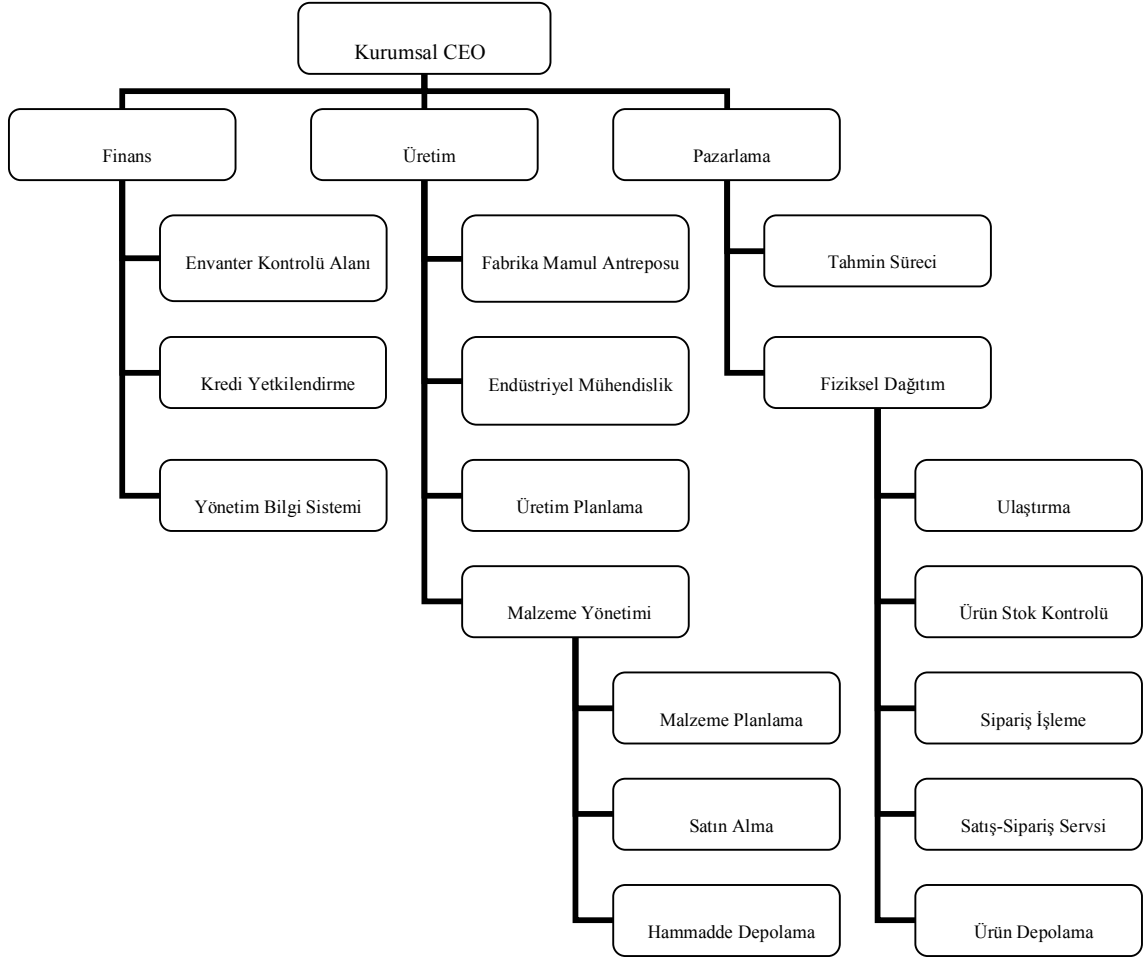 Kurumsal CEO
Finans
Üretim
Pazarlama
Envanter Kontrolü Alanı
Fabrika Mamul Antreposu
Tahmin Süreci
Kredi Yetkilendirme
Endüstriyel Mühendislik
Fiziksel Dağıtım
Yönetim Bilgi Sistemi
Üretim Planlama
Ulaştırma
Malzeme Yönetimi
Ürün Stok Kontrolü
Malzeme Planlama
Sipariş İşleme
Satın Alma
Satış-Sipariş Servsi
Hammadde Depolama
Ürün Depolama